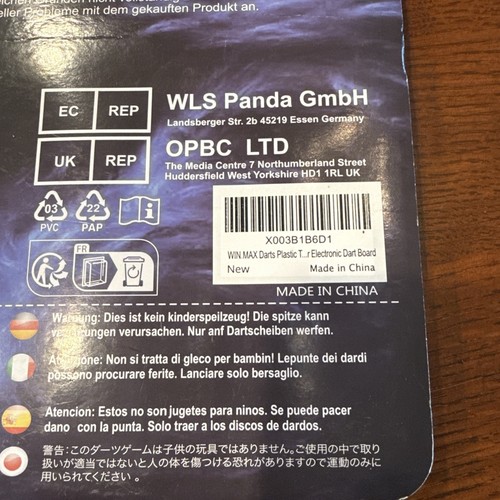 nicht vollständig
eller Probleme mit dem gekauften Produkt an.
EC REP
WLS Panda GmbH
Landsberger Str. 2b 45219 Essen Germany
UK REP
OPBC LTD
The Media Centre 7 Northumberland Street
Huddersfield West Yorkshire HD1 1RL UK
03
PVC
22
PAP
X003B1B6D1
WIN.MAX Darts Plastic T...r Electronic Dart Board
New
Made in China
FR
MADE IN CHINA
Warnung: Dies ist kein kinderspeilzeug! Die spitze kann
verursachen. Nur anf Dartscheiben werfen.
Non si tratta di gleco per bambini! Lepunte dei dardi
possono procurare ferite. Lanciare solo bersaglio.
Atencion: Estos no son jugetes para ninos. Se puede pacer
dano con la punta. Solo traer a los discos de dardos.
警告:このダーツゲームは子供の玩具ではありません。ご使用の中で取り
扱いが適当ではないと人の体を傷つける恐れがありますので運動のみに
用いられてください。